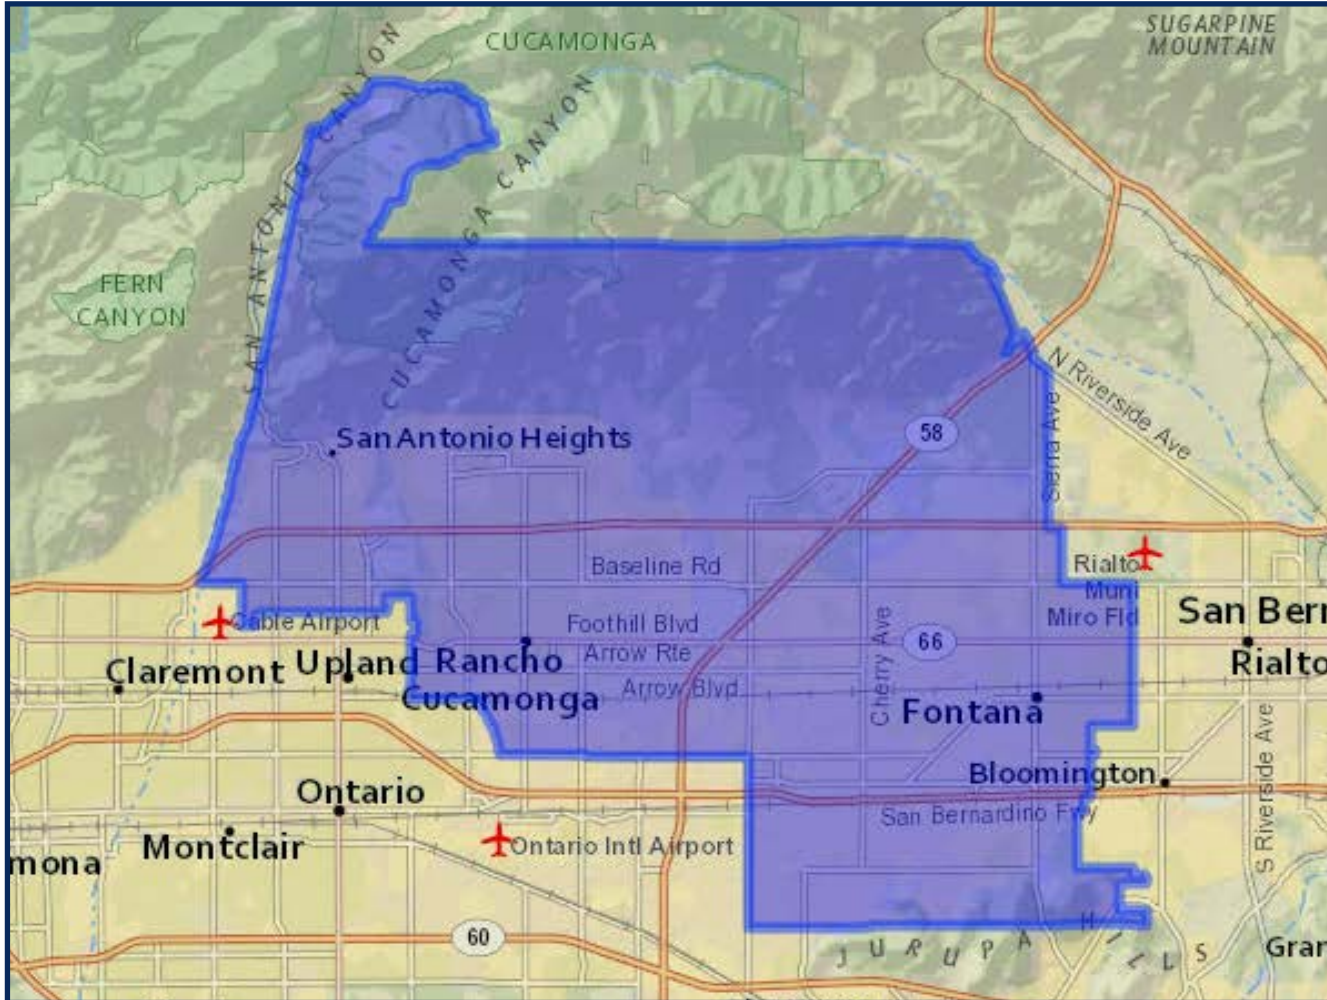 SUGARPINE
MOUNTAIN
CUCAMONGA
SAN ANTONIO CANYON
CUCAMONGA CANYON
FERN
CANYON
N Riverside Ave
58
San Antonio Heights
Sierra Ave
Baseline Rd
Rialto
Muni
Miro Fld
Cable Airport
Foothill Blvd
San Bern
66
Arrow Rte
Claremont
Upland
Rancho
Cucamonga
Rialto
Arrow Blvd
Cherry Ave
Fontana
Bloomington
Ontario
San Bernardino Fwy
S Riverside Ave
Montclair
Ontario Intl Airport
mona
60
JURUPA HILLS
Gran